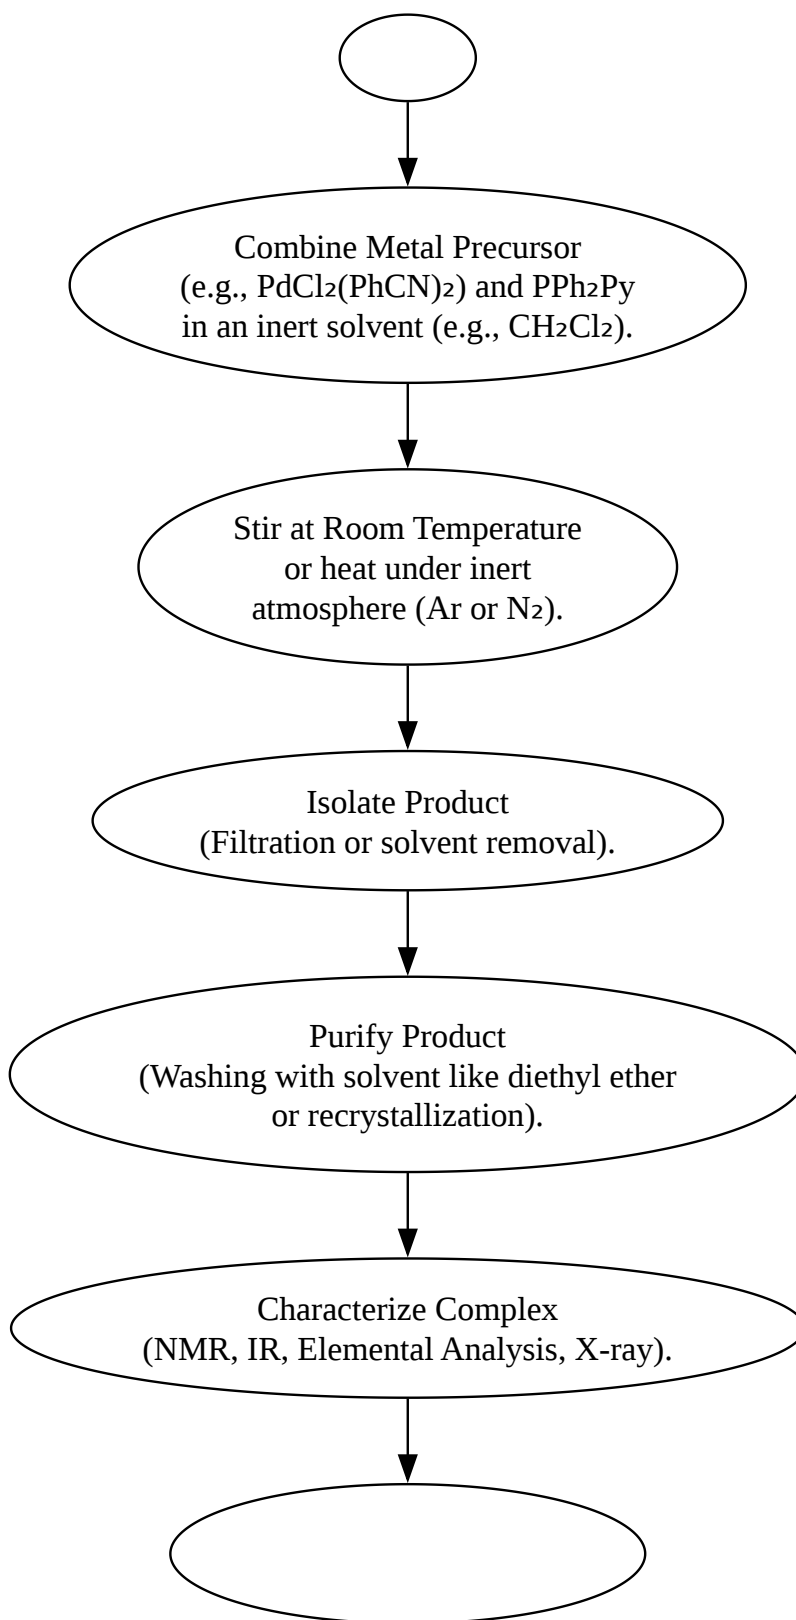 Combine Metal Precursor
(e.g., PdCl₂(PhCN)₂) and PPh₂Py
in an inert solvent (e.g., CH₂Cl₂).
Stir at Room Temperature
or heat under inert
atmosphere (Ar or N₂).
Isolate Product
(Filtration or solvent removal).
Purify Product
(Washing with solvent like diethyl ether
or recrystallization).
Characterize Complex
(NMR, IR, Elemental Analysis, X-ray).